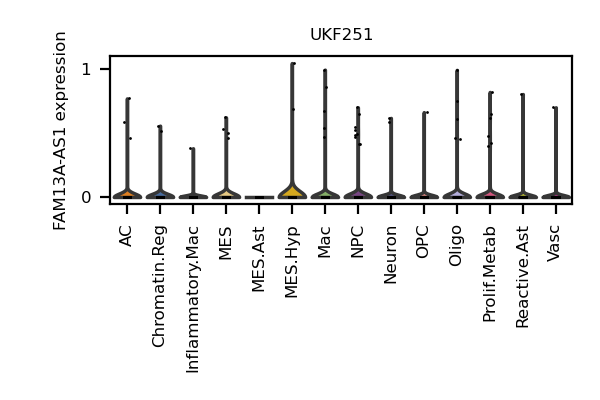 UKF251
FAM13A-AS1 expression
1
0
AC
Chromatin.Reg
Inflammatory.Mac
MES
MES.Ast
MES.Hyp
Mac
NPC
Neuron
OPC
Oligo
Prolif.Metab
Reactive.Ast
Vasc